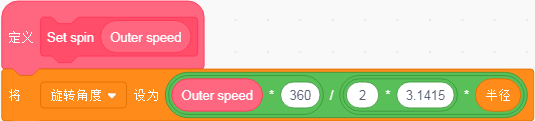 定义 Set spin Outer speed
将 旋转角度 设为 Outer speed * 360 / 2 * 3.1415 * 半径